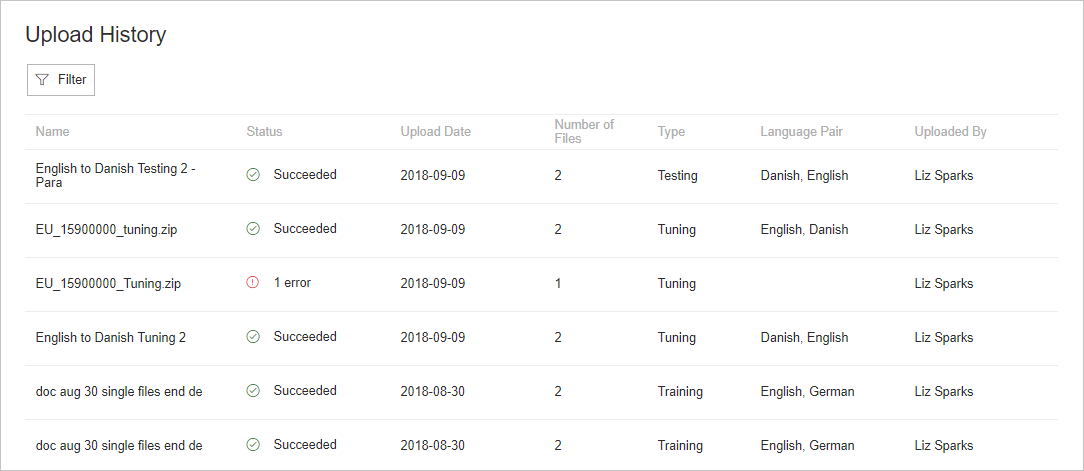 Upload History
Filter
Name Status Upload Date Number of Files Type Language Pair Uploaded By
English to Danish Testing 2 - Para Succeeded 2018-09-09 2 Testing Danish, English Liz Sparks
EU_15900000_tuning.zip Succeeded 2018-09-09 2 Tuning English, Danish Liz Sparks
EU_15900000_Tuning.zip 1 error 2018-09-09 1 Tuning Liz Sparks
English to Danish Tuning 2 Succeeded 2018-09-09 2 Tuning Danish, English Liz Sparks
doc aug 30 single files end de Succeeded 2018-08-30 2 Training English, German Liz Sparks
doc aug 30 single files end de Succeeded 2018-08-30 2 Training English, German Liz Sparks